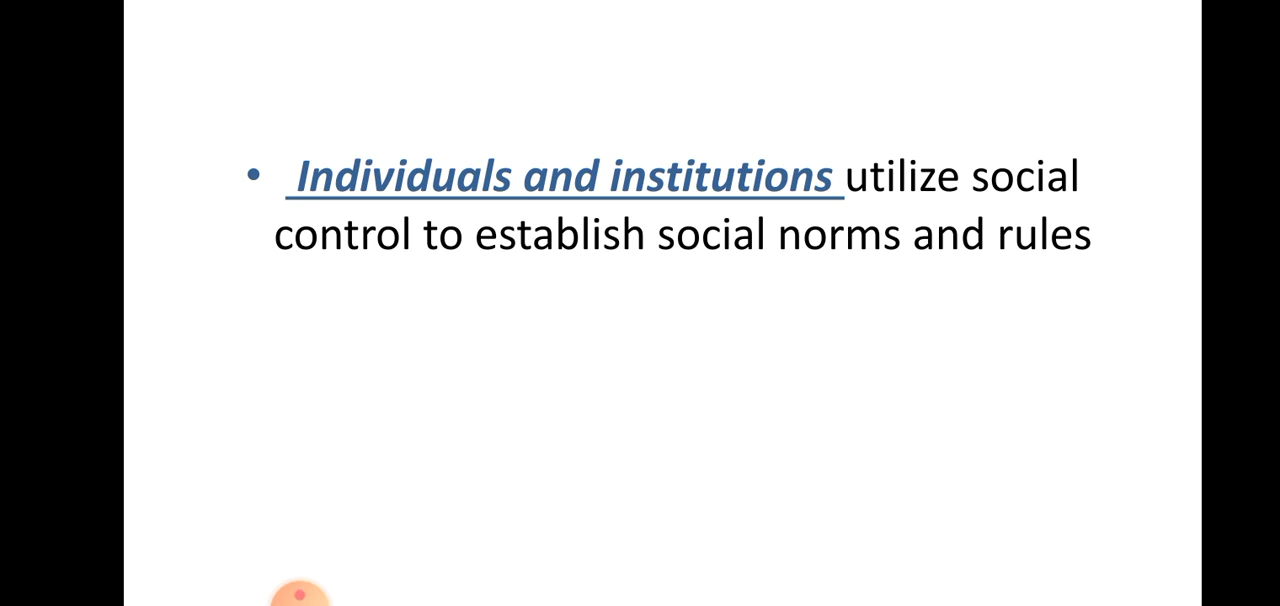 • Individuals and institutions utilize social
control to establish social norms and rules